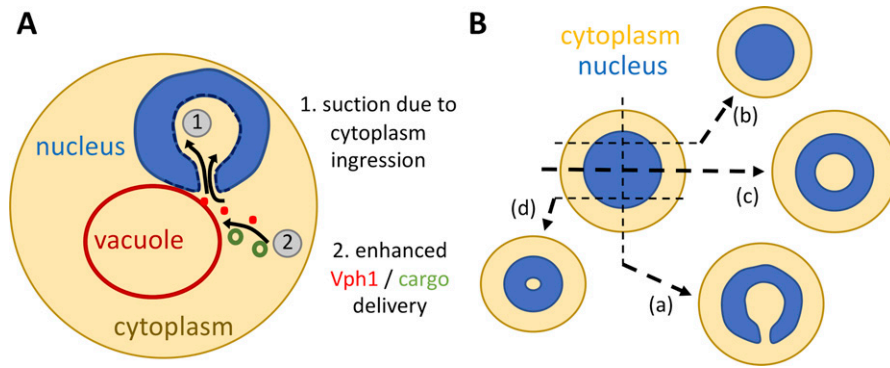 A
nucleus
1
vacuole
2
cytoplasm
1. suction due to
cytoplasm
ingression
2. enhanced
Vph1 / cargo
delivery
B
cytoplasm
nucleus
(b)
(c)
(d)
(a)